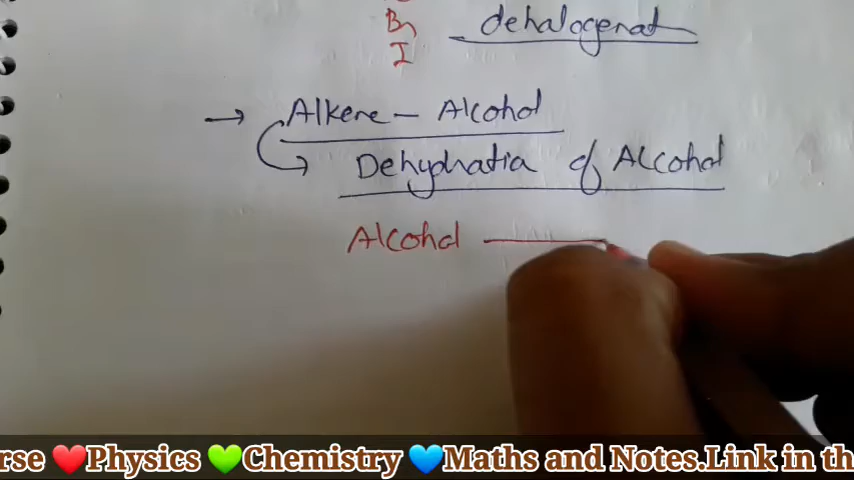 Br
dehalogenat
I
→ Alkene - Alcohol
Dehydratia of Alcohol
Alcohol
rse ❤️Physics 💚Chemistry 💙Maths and Notes.Link in th